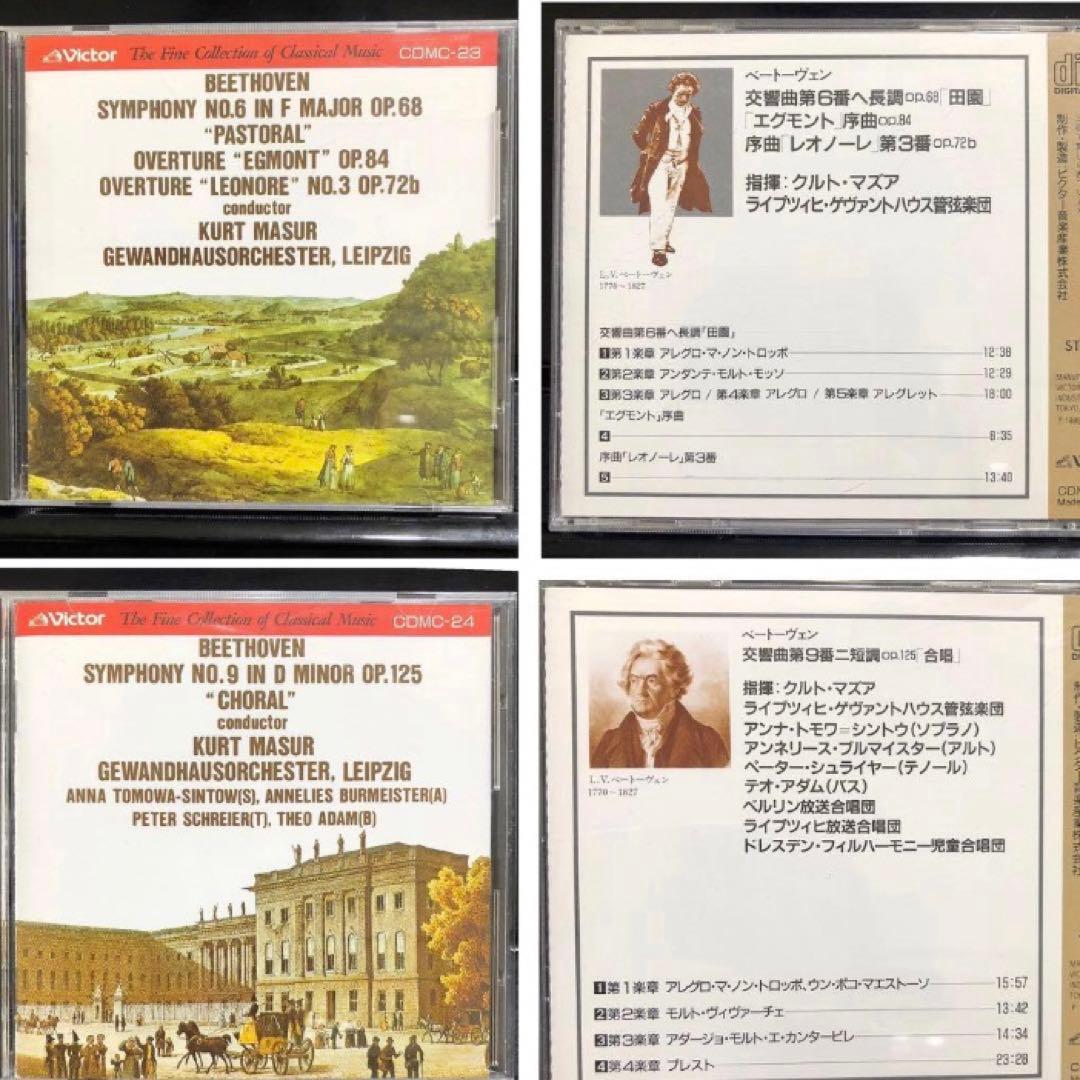 Victor The Fine Collection of Classical Music CDMC-23
BEETHOVEN
SYMPHONY NO.6 IN F MAJOR OP.68
"PASTORAL"
OVERTURE "EGMONT" OP.84
OVERTURE "LEONORE" NO.3 OP.72b
conductor
KURT MASUR
GEWANDHAUSORCHESTER, LEIPZIG
ベートーヴェン
交響曲第6番ヘ長調op.68「田園」
「エグモント」序曲op.84
序曲「レオノーレ」第3番op.72b
指揮:クルト・マズア
ライプツィヒ・ゲヴァントハウス管弦楽団
L.V.ベートーヴェン
1770〜1827
交響曲第6番ヘ長調「田園」
1 第1楽章 アレグロ・マ・ノン・トロッポ 12:38
2 第2楽章 アンダンテ・モルト・モッソ 12:29
3 第3楽章 アレグロ / 第4楽章 アレグロ / 第5楽章 アレグレット 18:00
「エグモント」序曲
4 8:35
序曲「レオノーレ」第3番
5 13:40
制作・製造 ビクター音楽産業株式会社
Victor The Fine Collection of Classical Music CDMC-24
BEETHOVEN
SYMPHONY NO.9 IN D MINOR OP.125
"CHORAL"
conductor
KURT MASUR
GEWANDHAUSORCHESTER, LEIPZIG
ANNA TOMOWA-SINTOW(S), ANNELIES BURMEISTER(A)
PETER SCHREIER(T), THEO ADAM(B)
ベートーヴェン
交響曲第9番ニ短調op.125「合唱」
指揮:クルト・マズア
ライプツィヒ・ゲヴァントハウス管弦楽団
アンナ・トモワ=シントウ(ソプラノ)
アンネリース・ブルマイスター(アルト)
ペーター・シュライヤー(テノール)
テオ・アダム(バス)
ベルリン放送合唱団
ライプツィヒ放送合唱団
ドレスデン・フィルハーモニー児童合唱団
L.V.ベートーヴェン
1770〜1827
1 第1楽章 アレグロ・マ・ノン・トロッポ、ウン・ポコ・マエストーソ 15:57
2 第2楽章 モルト・ヴィヴァーチェ 13:42
3 第3楽章 アダージョ・モルト・エ・カンタービレ 14:34
4 第4楽章 プレスト 23:28